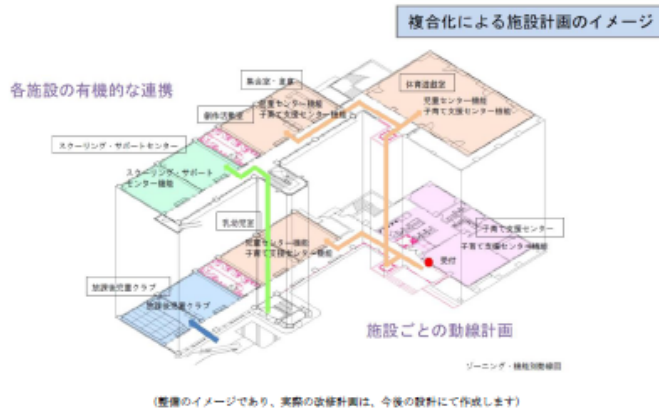 複合化による施設計画のイメージ
各施設の有機的な連携
集会室・図書
体育遊戯室
児童センター機能
子育て支援センター機能
創作活動室
児童センター機能
子育て支援センター機能
スクーリング・サポートセンター
スクーリング・サポート
センター機能
乳幼児室
子育て支援センター
児童センター機能
子育て支援センター機能
子育て支援センター機能
受付
放課後児童クラブ
放課後児童クラブ
施設ごとの動線計画
ゾーニング・機能別動線図
(整備のイメージであり、実際の改修計画は、今後の設計にて作成します)